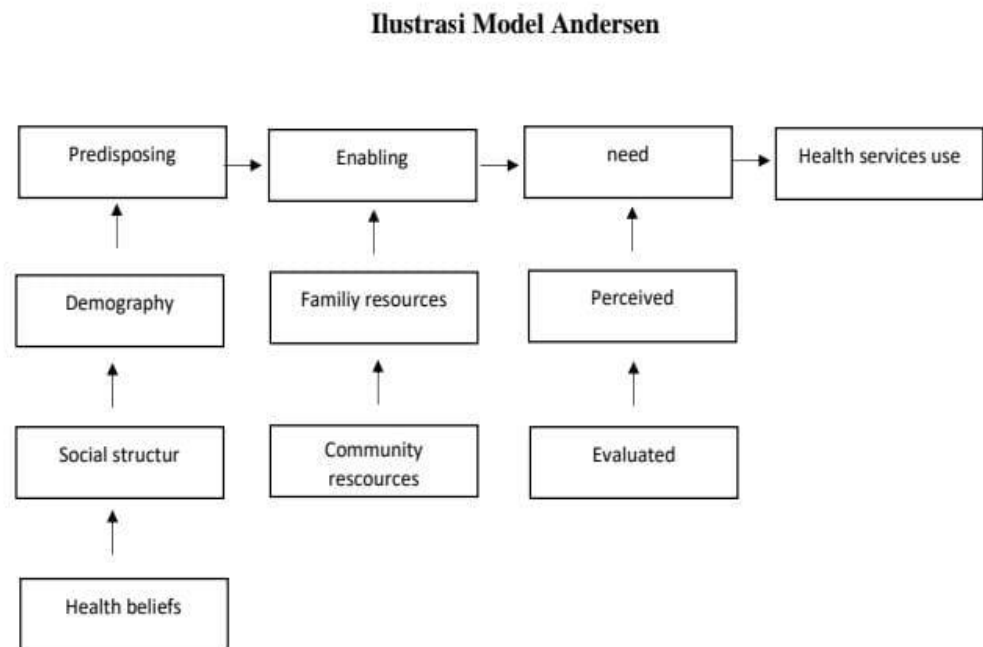 Ilustrasi Model Andersen
Predisposing
Enabling
need
Health services use
Demography
Familiy resources
Perceived
Social structur
Community
rescources
Evaluated
Health beliefs